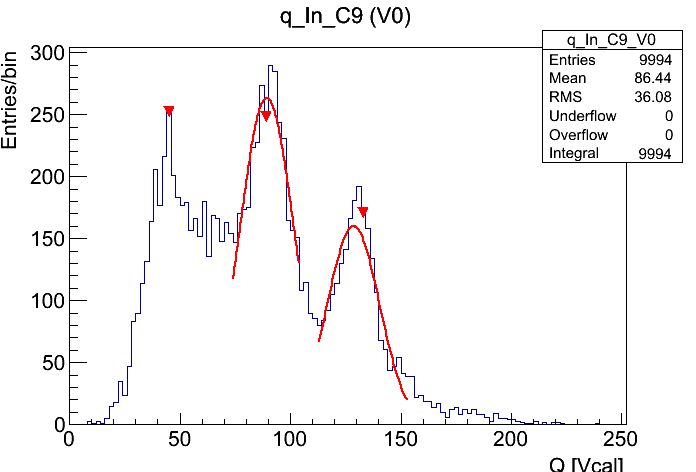 q_In_C9 (V0)
q_In_C9_V0
Entries 9994
Mean 86.44
RMS 36.08
Underflow 0
Overflow 0
Integral 9994
Entries/bin
300
250
200
150
100
50
0
0 50 100 150 200 250
Q [Vcal]